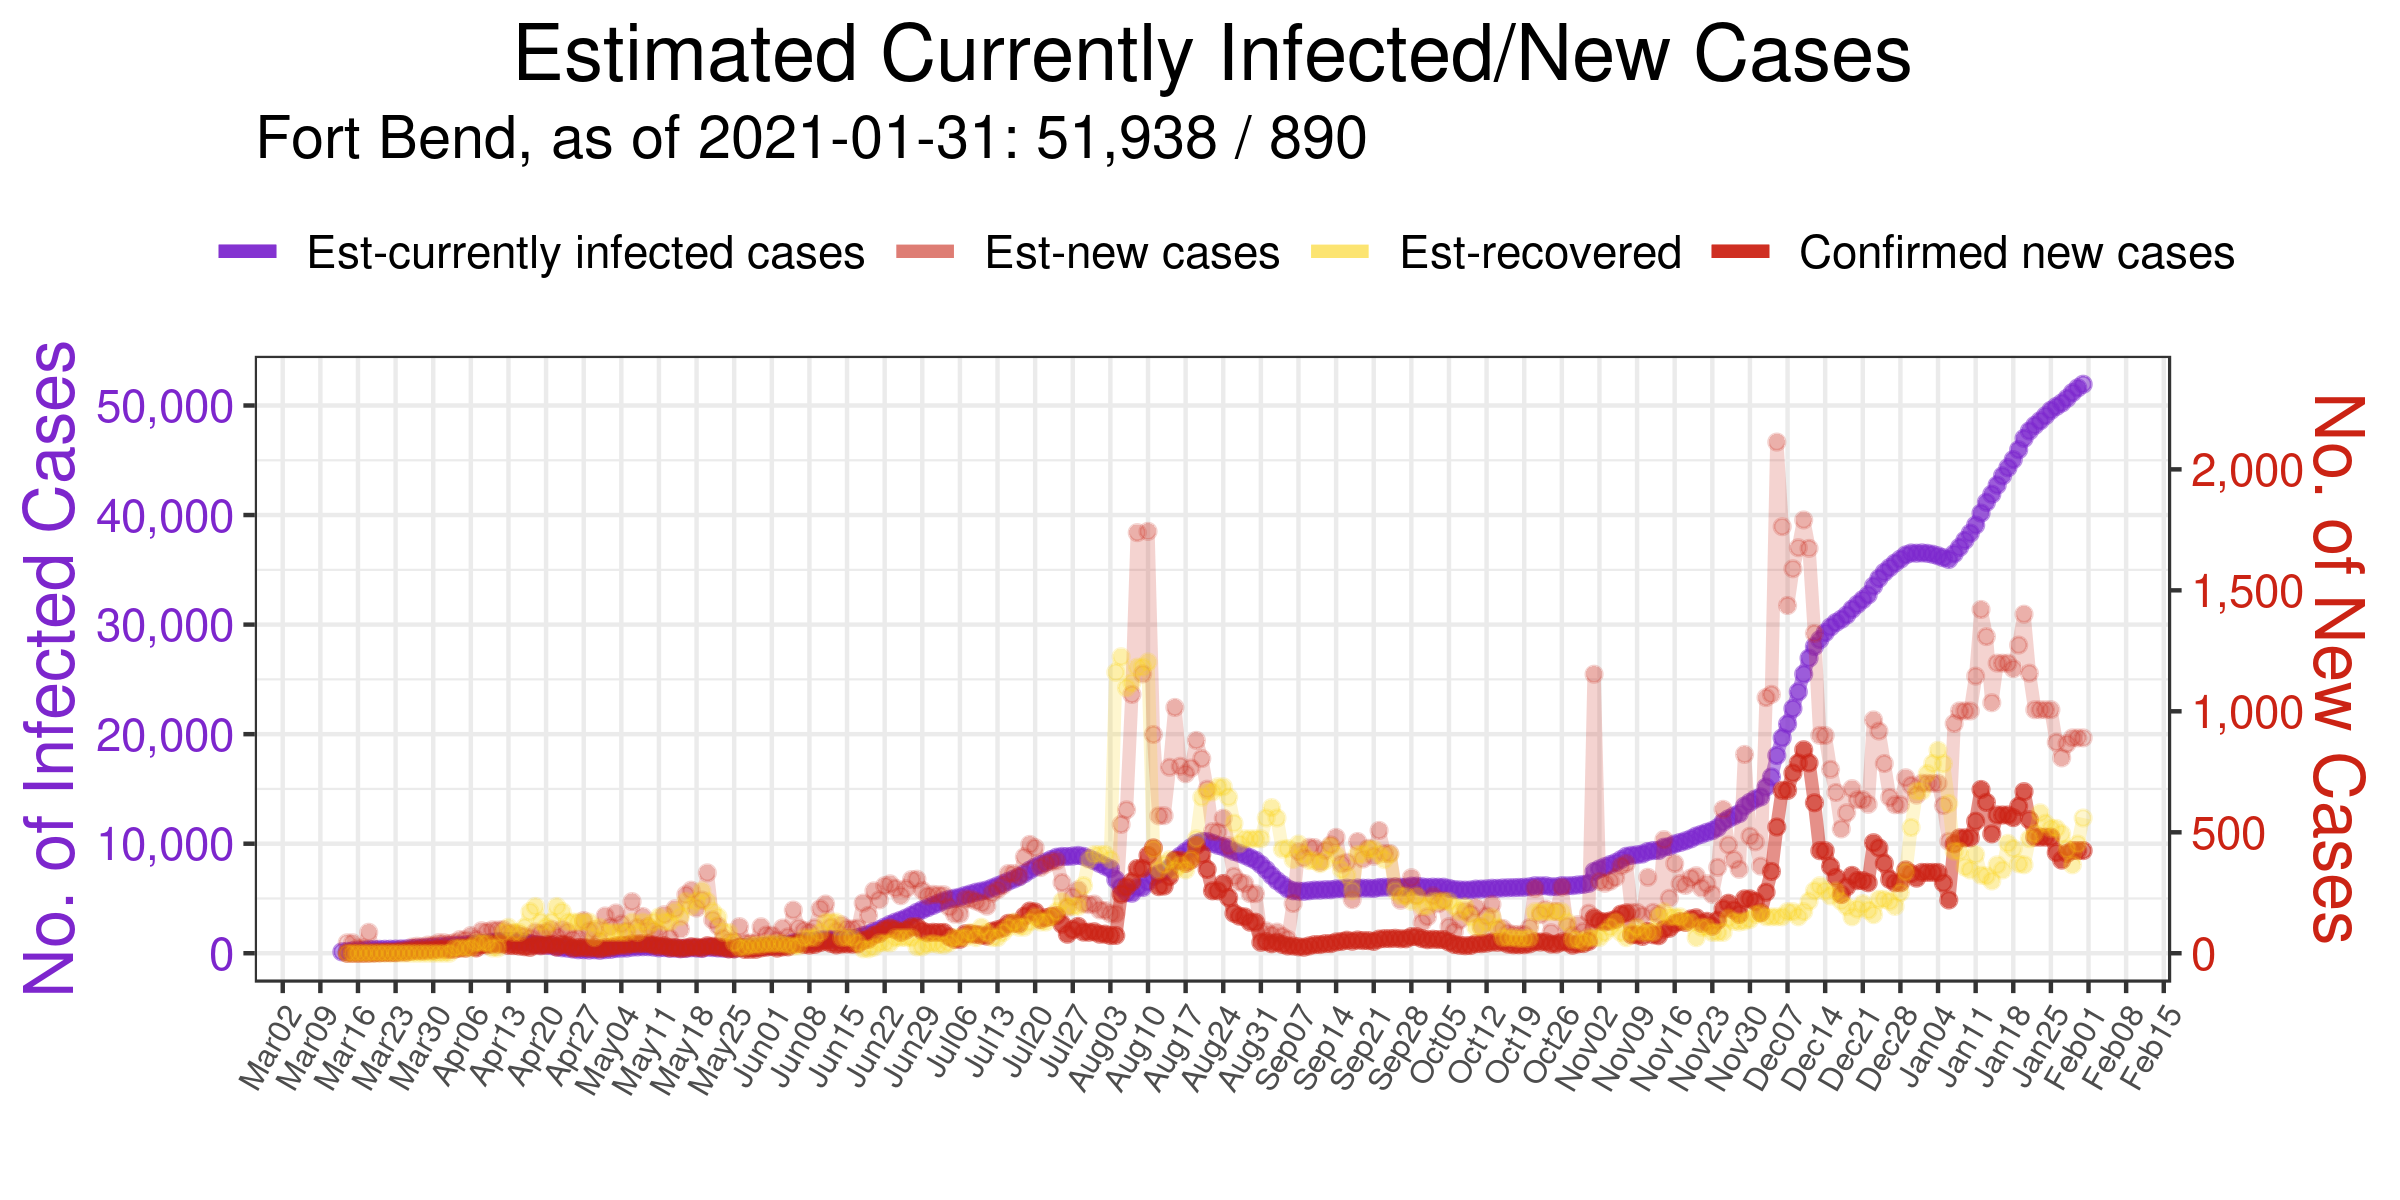 Estimated Currently Infected/New Cases
Fort Bend, as of 2021-01-31: 51,938 / 890
Est-currently infected cases Est-new cases Est-recovered Confirmed new cases
No. of Infected Cases
50,000
40,000
30,000
20,000
10,000
0
2,000
1,500
1,000
500
0
No. of New Cases
Mar02 Mar09 Mar16 Mar23 Mar30 Apr06 Apr13 Apr20 Apr27 May04 May11 May18 May25 Jun01 Jun08 Jun15 Jun22 Jun29 Jul06 Jul13 Jul20 Jul27 Aug03 Aug10 Aug17 Aug24 Aug31 Sep07 Sep14 Sep21 Sep28 Oct05 Oct12 Oct19 Oct26 Nov02 Nov09 Nov16 Nov23 Nov30 Dec07 Dec14 Dec21 Dec28 Dec04 Jan11 Jan18 Jan25 Feb01 Feb08 Feb15